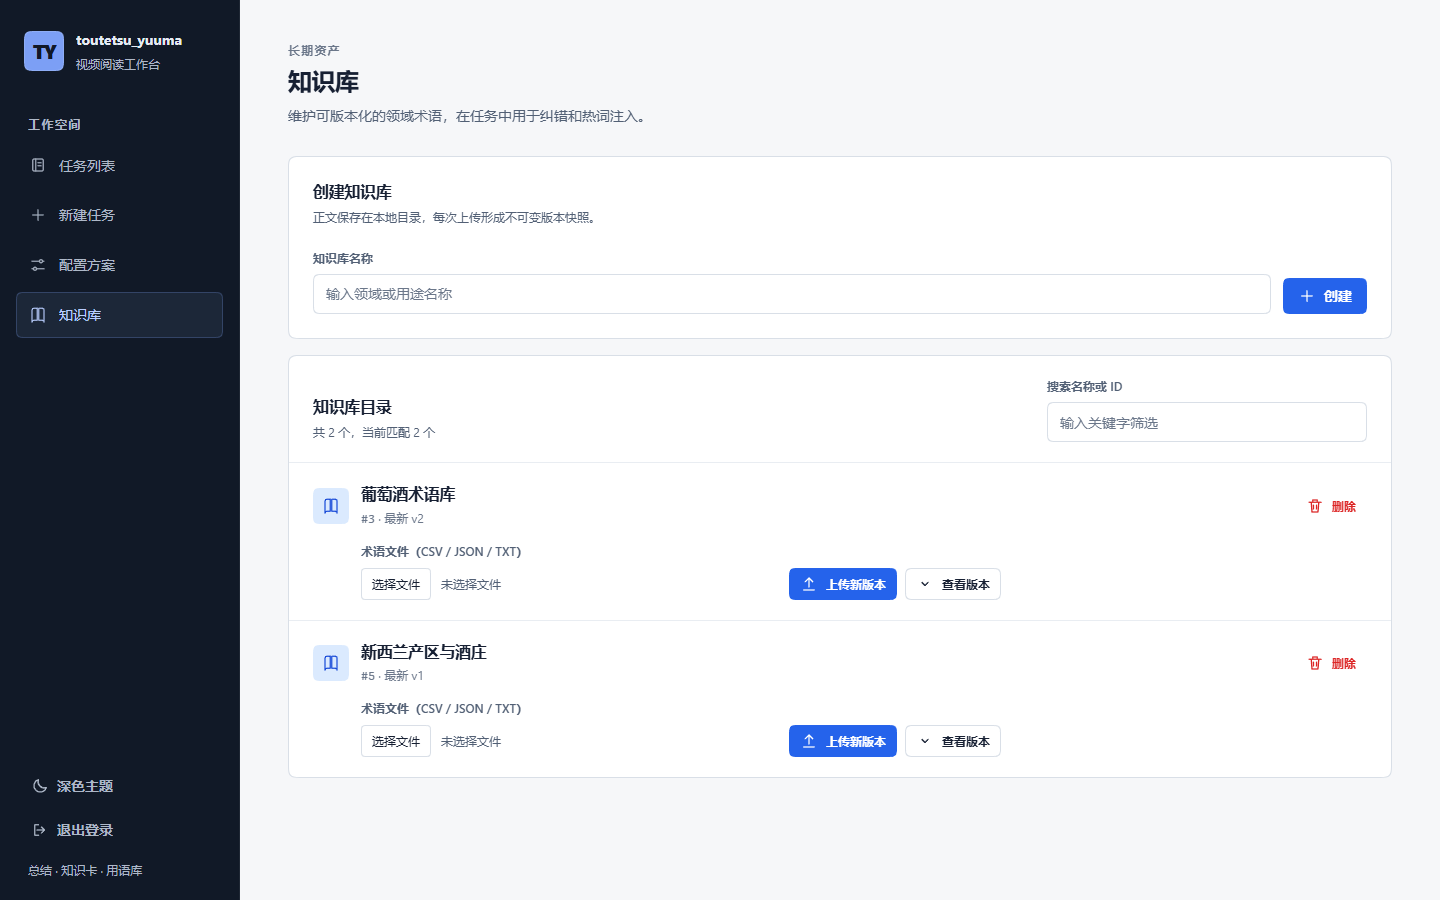 TY
toutetsu_yuuma
视频阅读工作台
工作空间
任务列表
新建任务
配置方案
知识库
深色主题
退出登录
总结 · 知识卡 · 用语库
长期资产
知识库
维护可版本化的领域术语，在任务中用于纠错和热词注入。
创建知识库
正文保存在本地目录，每次上传形成不可变版本快照。
知识库名称
输入领域或用途名称
创建
知识库目录
共 2 个，当前匹配 2 个
搜索名称或 ID
输入关键字筛选
葡萄酒术语库
#3 · 最新 v2
删除
术语文件（CSV / JSON / TXT）
选择文件 未选择文件
上传新版本
查看版本
新西兰产区与酒庄
#5 · 最新 v1
删除
术语文件（CSV / JSON / TXT）
选择文件 未选择文件
上传新版本
查看版本